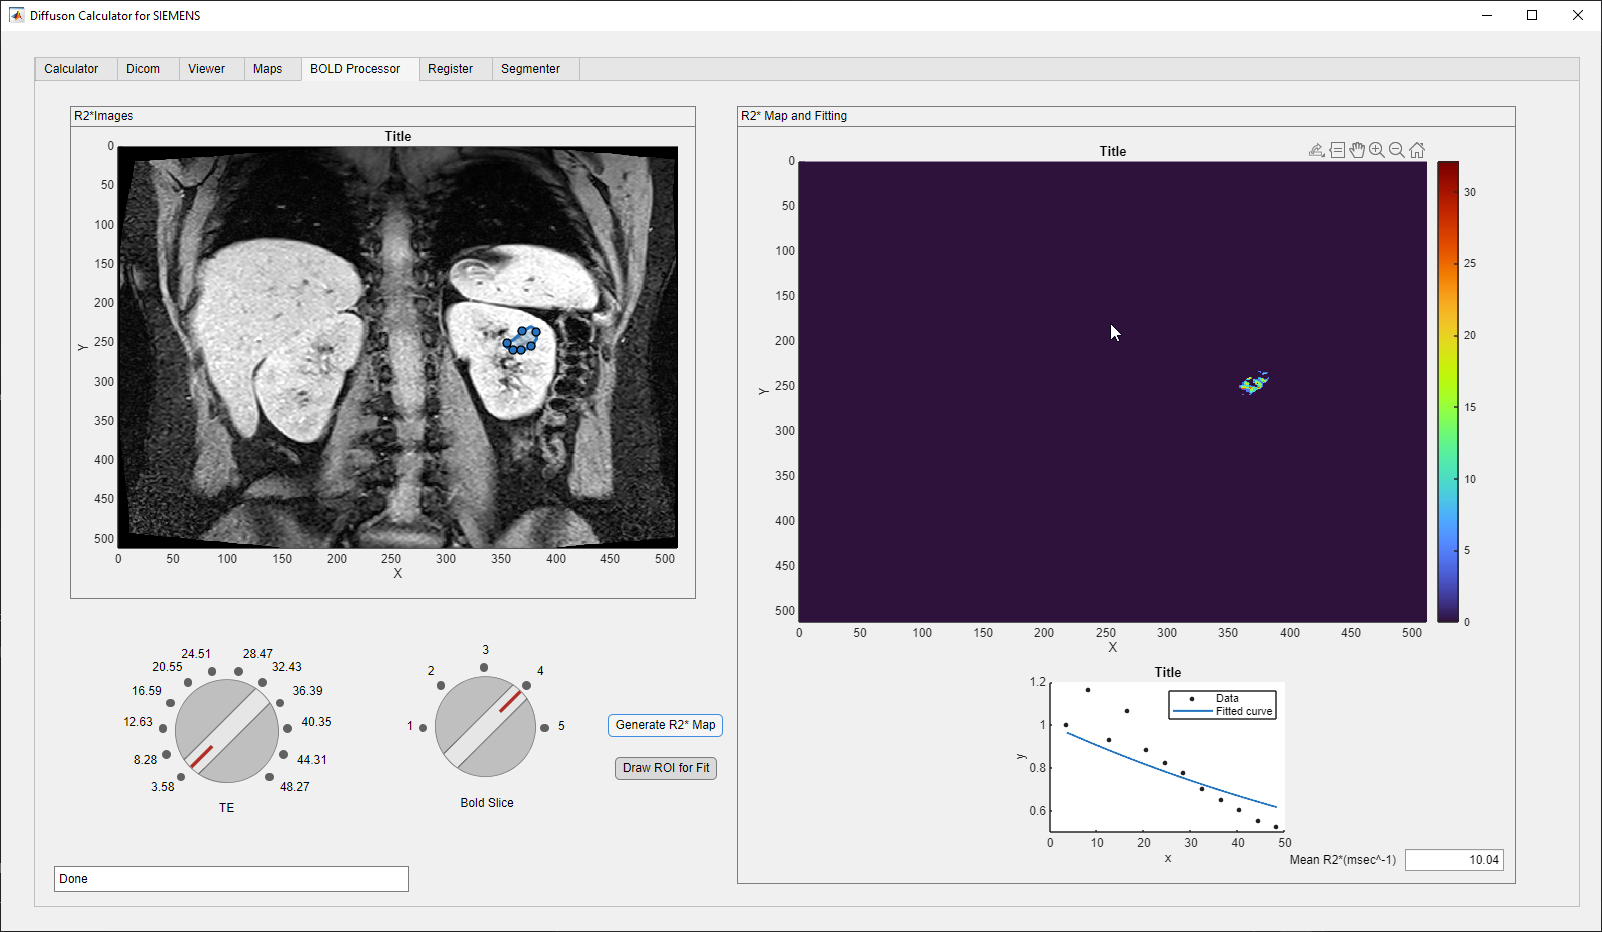 Diffuson Calculator for SIEMENS
Calculator Dicom Viewer Maps BOLD Processor Register Segmenter
R2*Images
Title
0
50
100
150
200
250
300
350
400
450
500
Y
0 50 100 150 200 250 300 350 400 450 500
X
24.51 28.47
20.55 32.43
16.59 36.39
12.63 40.35
8.28 44.31
3.58 48.27
TE
3
2 4
1 5
Bold Slice
Generate R2* Map
Draw ROI for Fit
Done
R2* Map and Fitting
Title
0
50
100
150
200
250
300
350
400
450
500
Y
0 50 100 150 200 250 300 350 400 450 500
X
30
25
20
15
10
5
0
Title
1.2
1
0.8
0.6
y
Data
Fitted curve
0 10 20 30 40 50
x
Mean R2*(msec^-1) 10.04